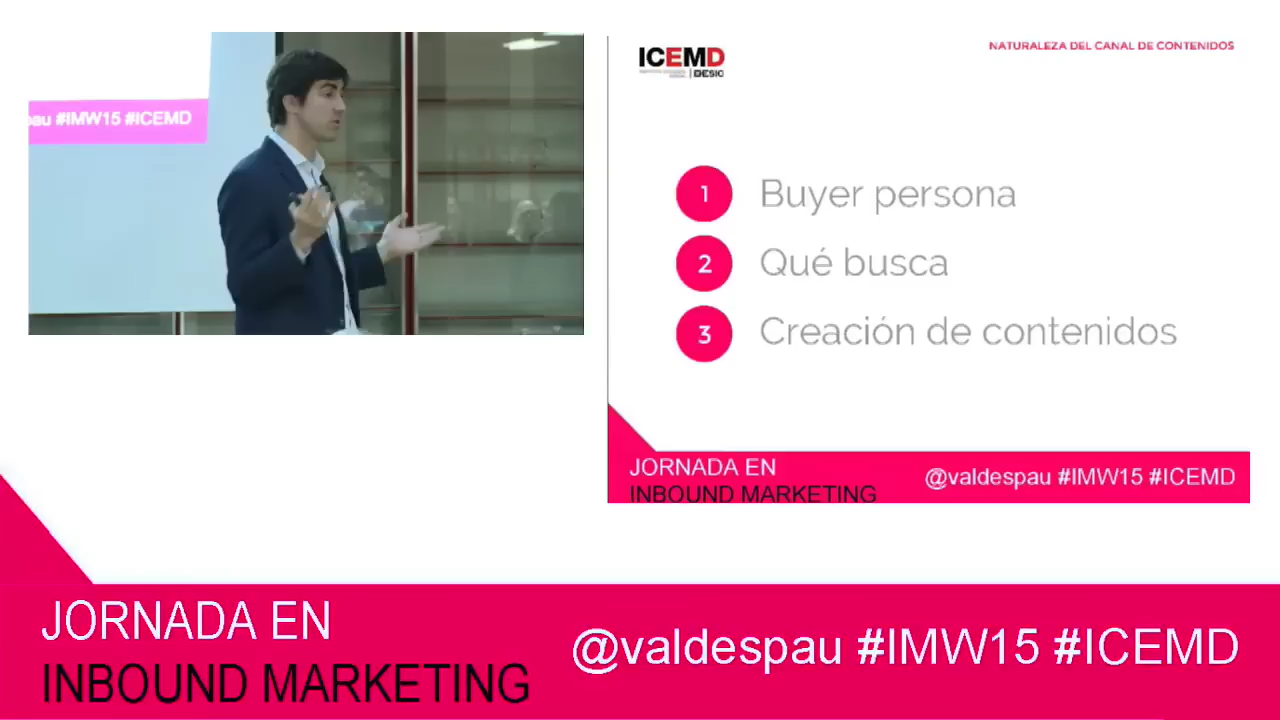 pau #IMW15 #ICEMD
ICEMD
ESIC
NATURALEZA DEL CANAL DE CONTENIDOS
1 Buyer persona
2 Qué busca
3 Creación de contenidos
JORNADA EN
INBOUND MARKETING
@valdespau #IMW15 #ICEMD
JORNADA EN
INBOUND MARKETING
@valdespau #IMW15 #ICEMD